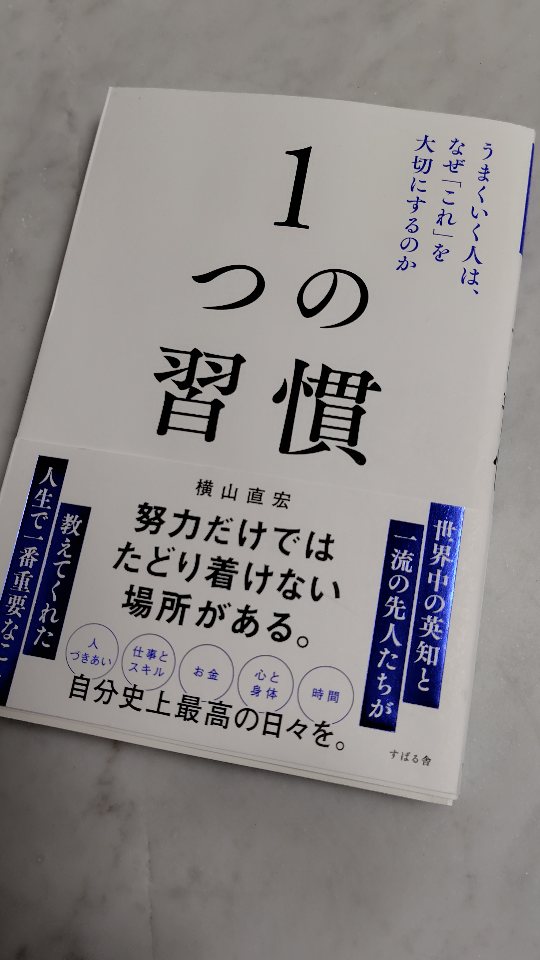 うまくいく人は、
なぜ「これ」を
大切にするのか
1
つの
習慣
横山直宏
世界中の英知と
一流の先人たちが
努力だけでは
たどり着けない
場所がある。
教えてくれた
人生で一番重要なこ
人
づきあい
仕事と
スキル
お金
心と
身体
時間
自分史上最高の日々を。
すばる舎